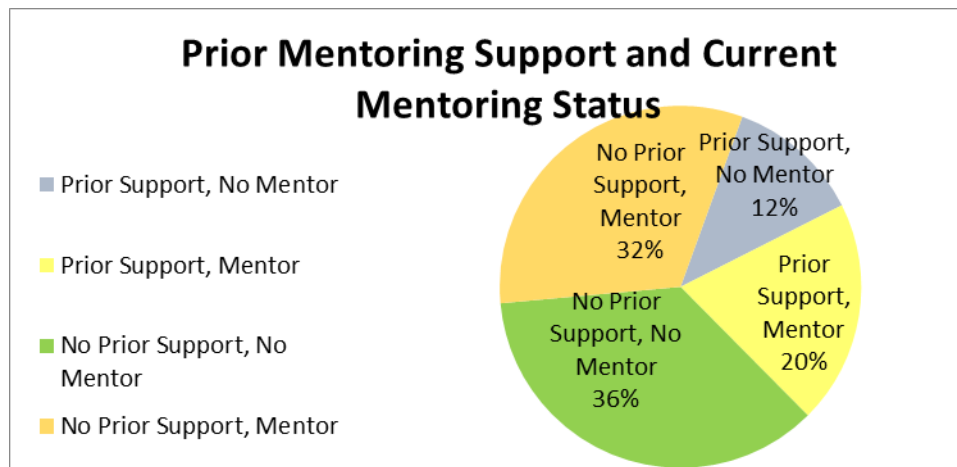 Prior Mentoring Support and Current
Mentoring Status
Prior Support, No Mentor
Prior Support, Mentor
No Prior Support, No
Mentor
No Prior Support, Mentor
No Prior
Support,
Mentor
32%
Prior Support,
No Mentor
12%
Prior
Support,
Mentor
20%
No Prior
Support, No
Mentor
36%